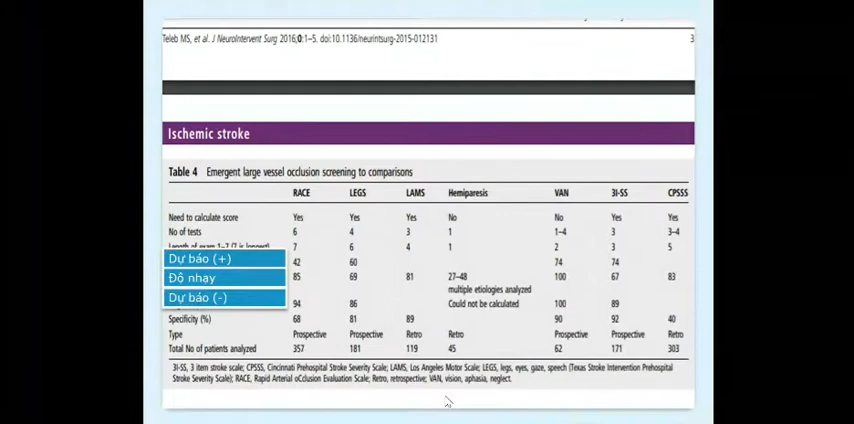 Teleb MS, et al. J NeuroIntervent Surg 2016;0:1–5. doi:10.1136/neurintsurg-2015-012131 3
Ischemic stroke
Table 4 Emergent large vessel occlusion screening to comparisons
RACE LEGS LAMS Hemiparesis VAN 3I-SS CPSSS
Need to calculate score Yes Yes Yes No No Yes Yes
No of tests 6 4 3 1 1–4 3 3–4
Length of exam 1–7 (7 is longest) 7 6 4 1 2 3 5
Dự báo (+) 42 60 74 74
Độ nhạy 85 69 81 27–48 100 67 83
multiple etiologies analyzed
Dự báo (-) 94 86 Could not be calculated 100 89
Specificity (%) 68 81 89 90 92 40
Type Prospective Prospective Retro Retro Prospective Prospective Retro
Total No of patients analyzed 357 181 119 45 62 171 303
3I-SS, 3 item stroke scale; CPSSS, Cincinnati Prehospital Stroke Severity Scale; LAMS, Los Angeles Motor Scale; LEGS, legs, eyes, gaze, speech (Texas Stroke Intervention Prehospital
Stroke Severity Scale); RACE, Rapid Arterial oCclusion Evaluation Scale; Retro, retrospective; VAN, vision, aphasia, neglect.